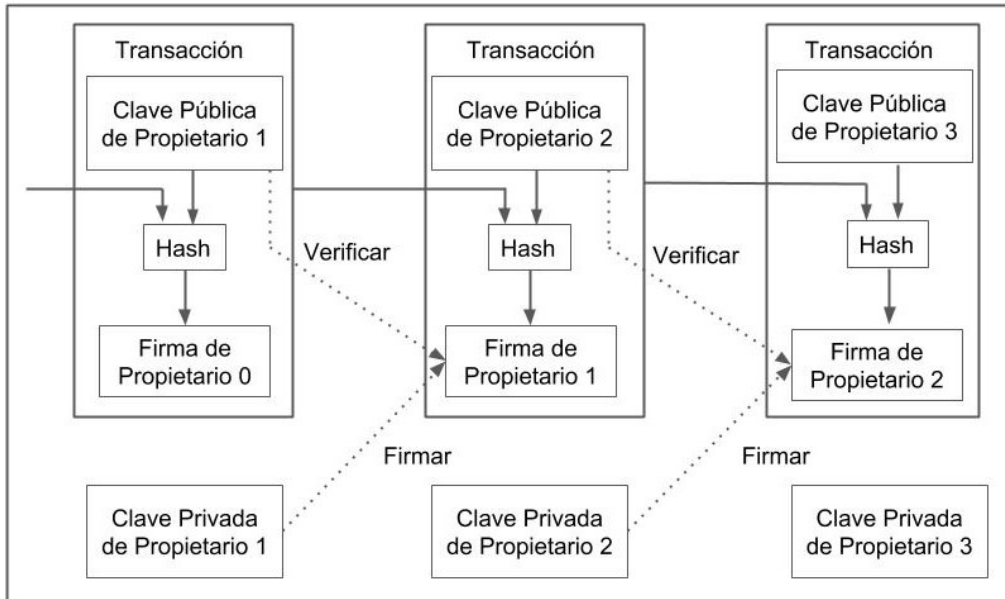 Transacción
Transacción
Transacción
Clave Pública
de Propietario 1
Clave Pública
de Propietario 2
Clave Pública
de Propietario 3
Hash
Verificar
Hash
Verificar
Hash
Firma de
Propietario 0
Firma de
Propietario 1
Firma de
Propietario 2
Firmar
Firmar
Clave Privada
de Propietario 1
Clave Privada
de Propietario 2
Clave Privada
de Propietario 3